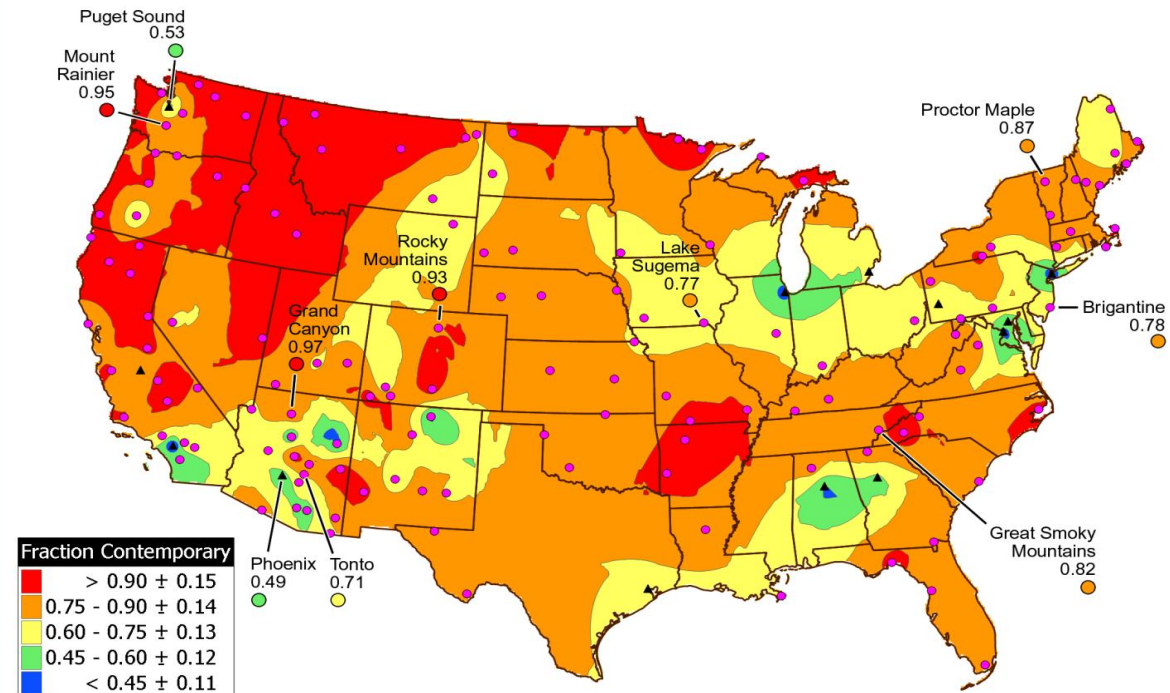 Puget Sound
0.53
Mount
Rainier
0.95
Proctor Maple
0.87
Rocky
Mountains
0.93
Lake
Sugema
0.77
Grand
Canyon
0.97
Brigantine
0.78
Great Smoky
Mountains
0.82
Phoenix
0.49
Tonto
0.71
Fraction Contemporary
> 0.90 ± 0.15
0.75 - 0.90 ± 0.14
0.60 - 0.75 ± 0.13
0.45 - 0.60 ± 0.12
< 0.45 ± 0.11